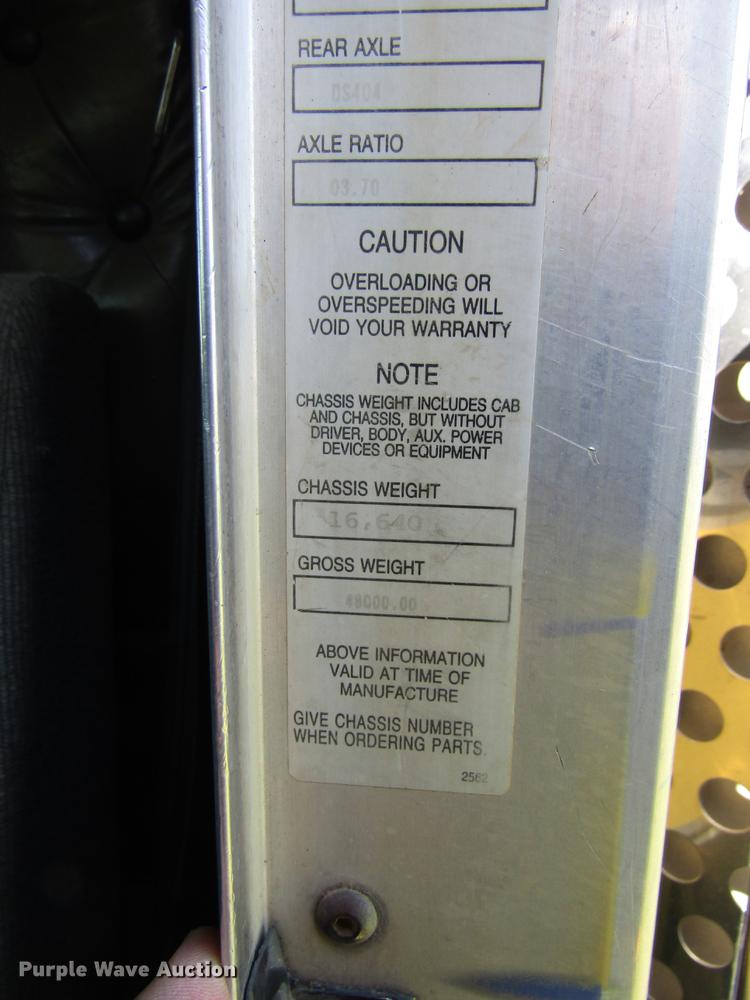 REAR AXLE
DS404
AXLE RATIO
03.70
CAUTION
OVERLOADING OR
OVERSPEEDING WILL
VOID YOUR WARRANTY
NOTE
CHASSIS WEIGHT INCLUDES CAB
AND CHASSIS, BUT WITHOUT
DRIVER, BODY, AUX. POWER
DEVICES OR EQUIPMENT
CHASSIS WEIGHT
16,640
GROSS WEIGHT
48000.00
ABOVE INFORMATION
VALID AT TIME OF
MANUFACTURE
GIVE CHASSIS NUMBER
WHEN ORDERING PARTS.
2562
Purple Wave Auction